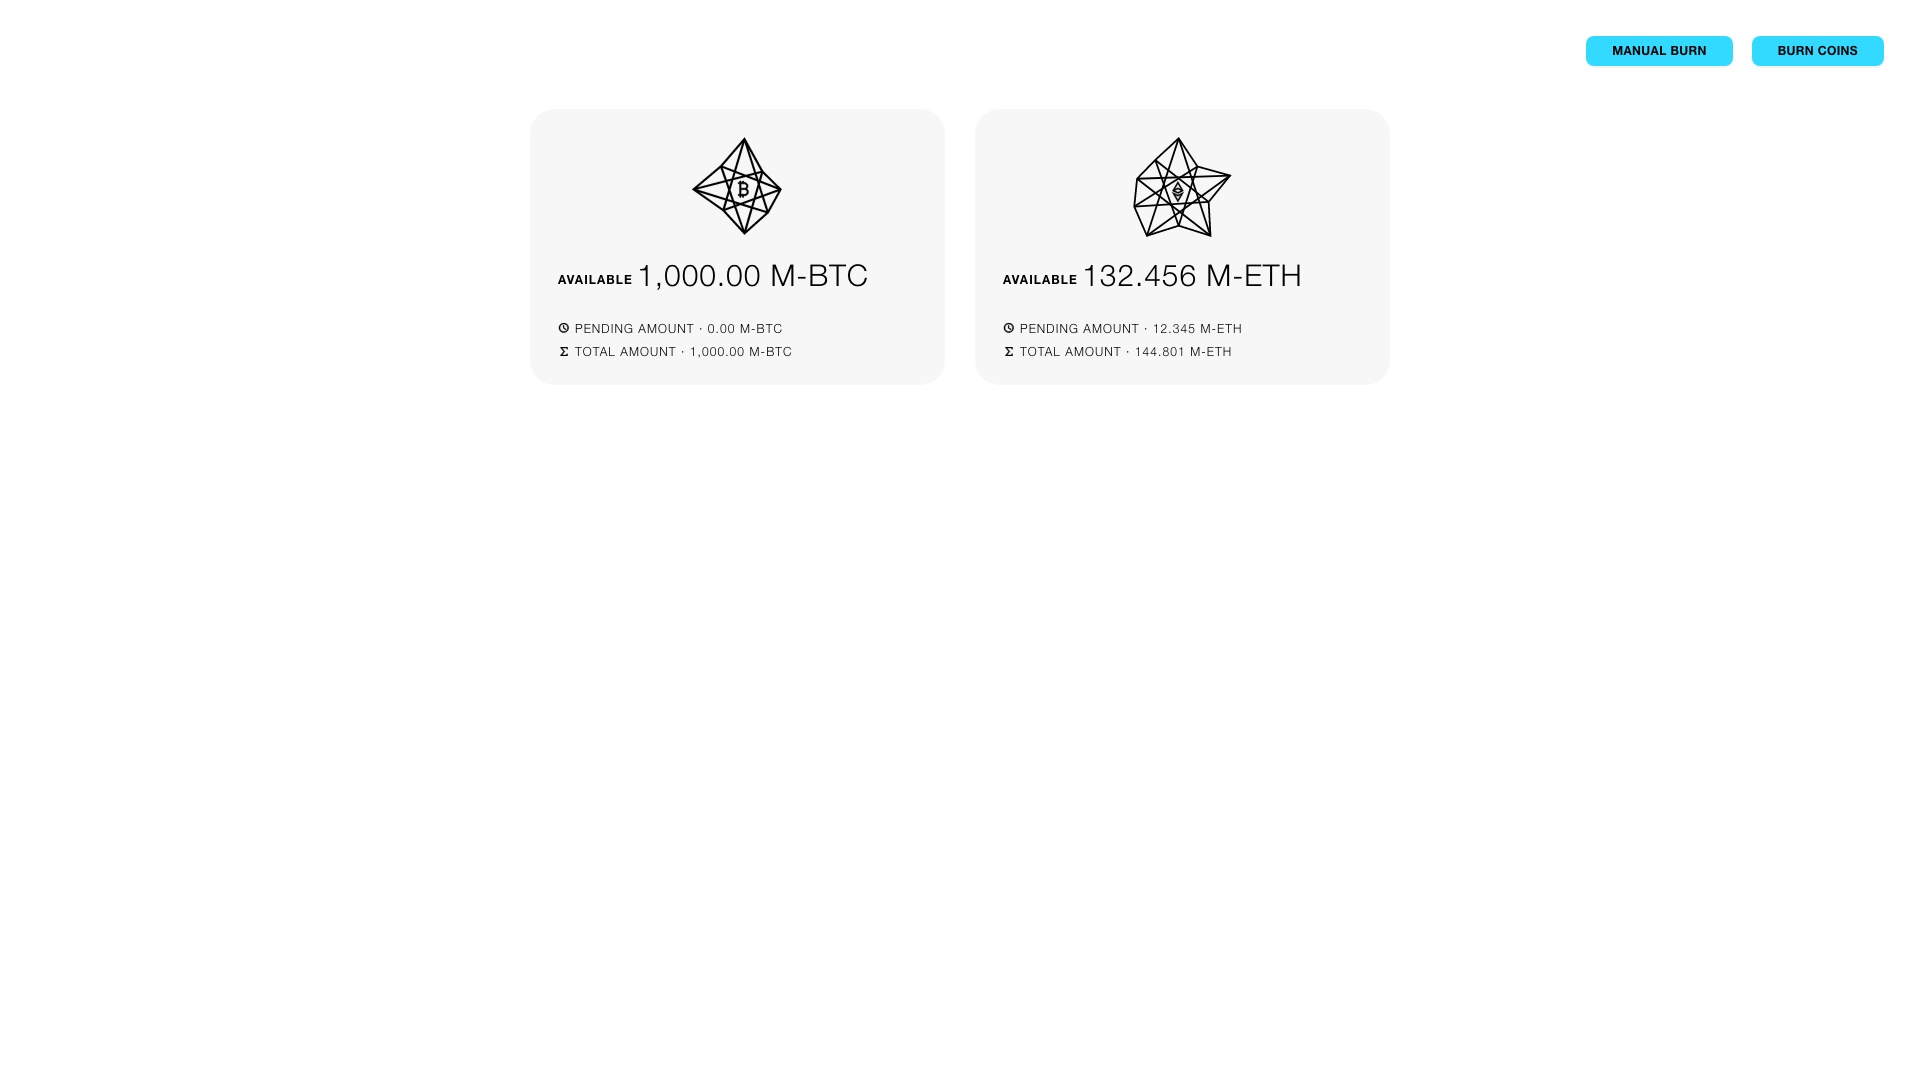 MANUAL BURN
BURN COINS
AVAILABLE 1,000.00 M-BTC
PENDING AMOUNT · 0.00 M-BTC
Σ TOTAL AMOUNT · 1,000.00 M-BTC
AVAILABLE 132.456 M-ETH
PENDING AMOUNT · 12.345 M-ETH
Σ TOTAL AMOUNT · 144.801 M-ETH